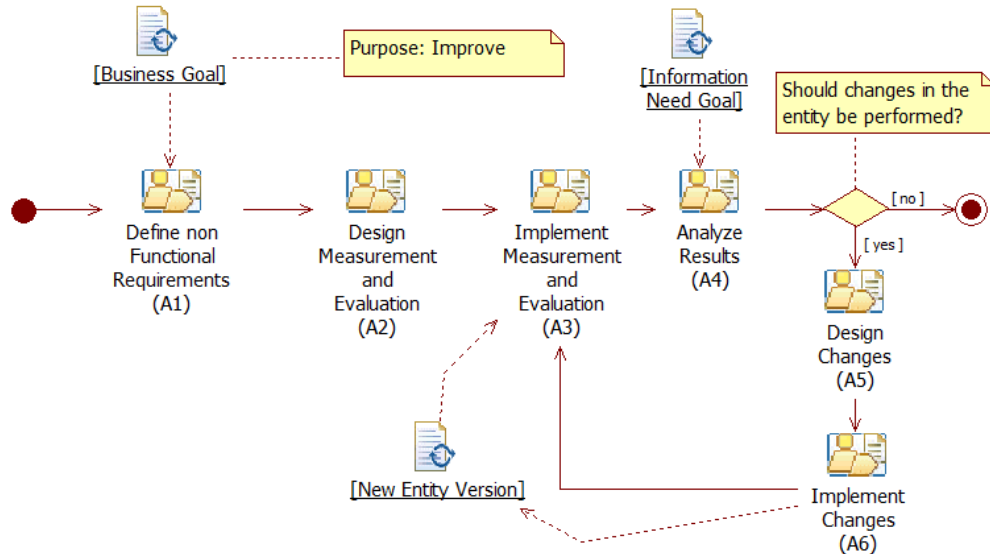 [Business Goal]
Purpose: Improve
[Information
Need Goal]
Should changes in the
entity be performed?
Define non
Functional
Requirements
(A1)
Design
Measurement
and
Evaluation
(A2)
Implement
Measurement
and
Evaluation
(A3)
Analyze
Results
(A4)
[ no ]
[ yes ]
Design
Changes
(A5)
[New Entity Version]
Implement
Changes
(A6)